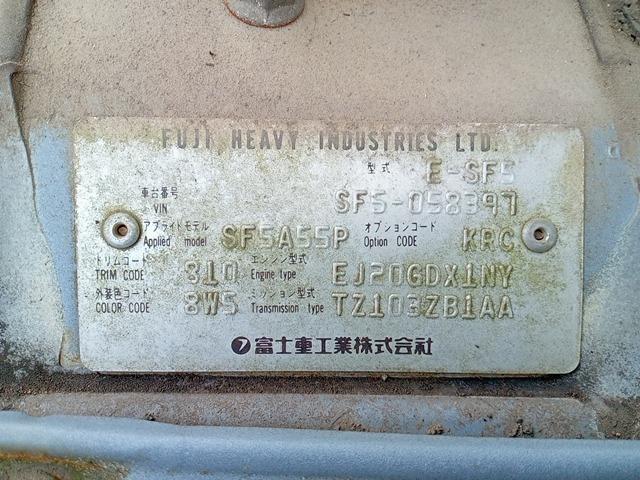 FUJI HEAVY INDUSTRIES LTD.
型式 E-SF5
車台番号 VIN SF5-058397
アプライドモデル Applied model SF5A55P オプションコード Option CODE KRC
トリムコード TRIM CODE 810 エンジン型式 Engine type EJ20GDX1NY
外装色コード COLOR CODE 8W5 ミッション型式 Transmission type TZ103ZB1AA
富士重工業株式会社